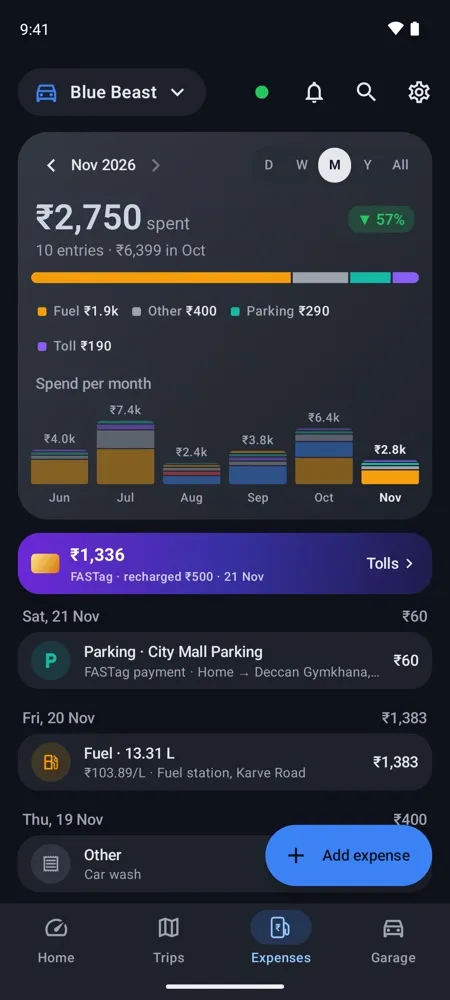 9:41
Blue Beast
Nov 2026
D W M Y All
₹2,750 spent
▼ 57%
10 entries · ₹6,399 in Oct
Fuel ₹1.9k Other ₹400 Parking ₹290
Toll ₹190
Spend per month
₹4.0k ₹7.4k ₹2.4k ₹3.8k ₹6.4k ₹2.8k
Jun Jul Aug Sep Oct Nov
₹1,336
FASTag · recharged ₹500 · 21 Nov
Tolls >
Sat, 21 Nov ₹60
P
Parking · City Mall Parking
FASTag payment · Home → Deccan Gymkhana,...
₹60
Fri, 20 Nov ₹1,383
Fuel · 13.31 L
₹103.89/L · Fuel station, Karve Road
₹1,383
Thu, 19 Nov ₹400
Other
Car wash
+ Add expense
Home Trips Expenses Garage